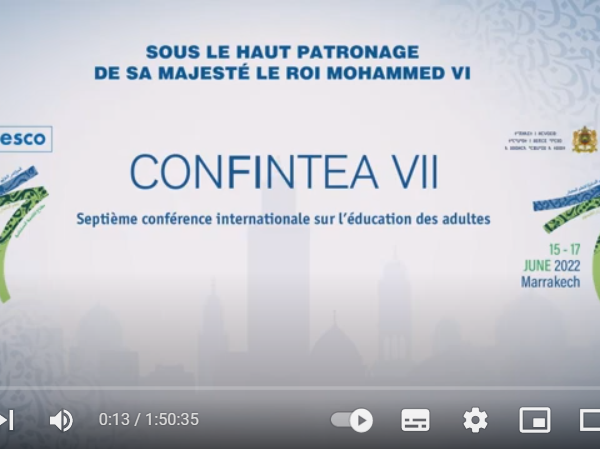 SOUS LE HAUT PATRONAGE
DE SA MAJESTÉ LE ROI MOHAMMED VI
esco
CONFINTEA VII
Septième conférence internationale sur l'éducation des adultes
15 - 17
JUNE 2022
Marrakech
0:13 / 1:50:35